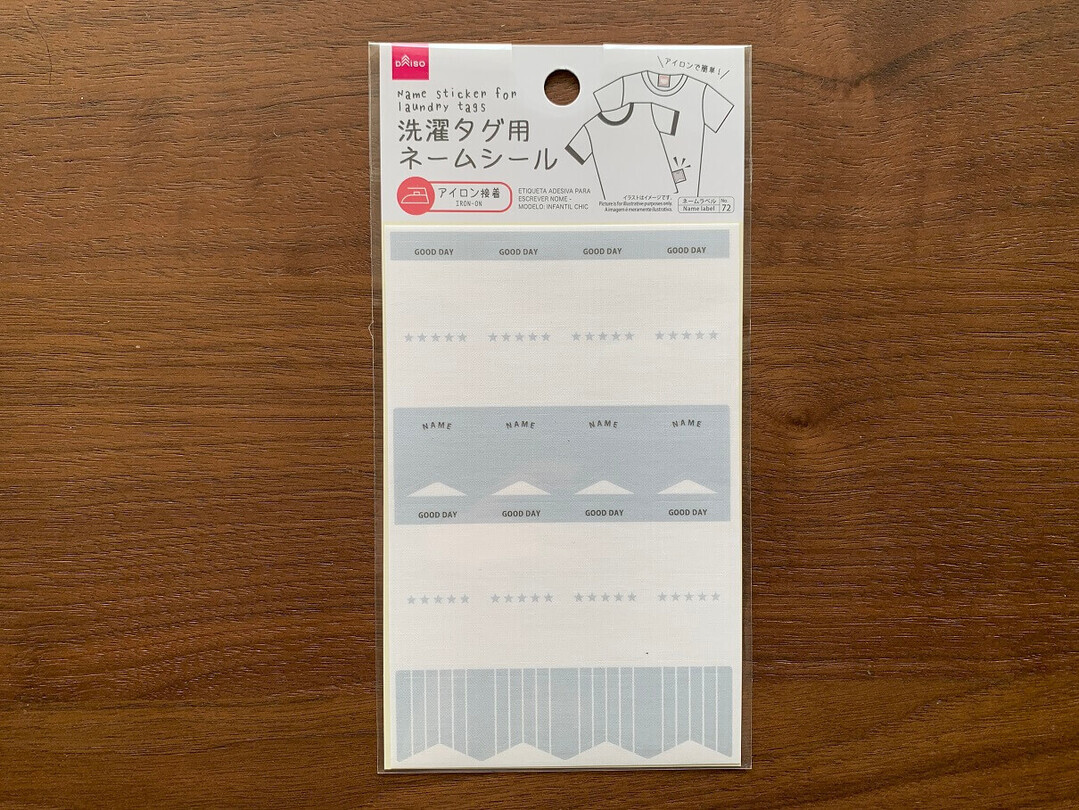 DAISO
Name sticker for
laundry tags
洗濯タグ用
ネームシール
アイロンで簡単!
アイロン接着
IRON-ON
ETIQUETA ADESIVA PARA
ESCREVER NOME -
MODELO: INFANTIL CHIC
イラストはイメージです。
Picture is for illustrative purposes only.
A imagem é meramente ilustrativa.
ネームラベル
Name label
No.
72
GOOD DAY GOOD DAY GOOD DAY GOOD DAY
NAME NAME NAME NAME
GOOD DAY GOOD DAY GOOD DAY GOOD DAY